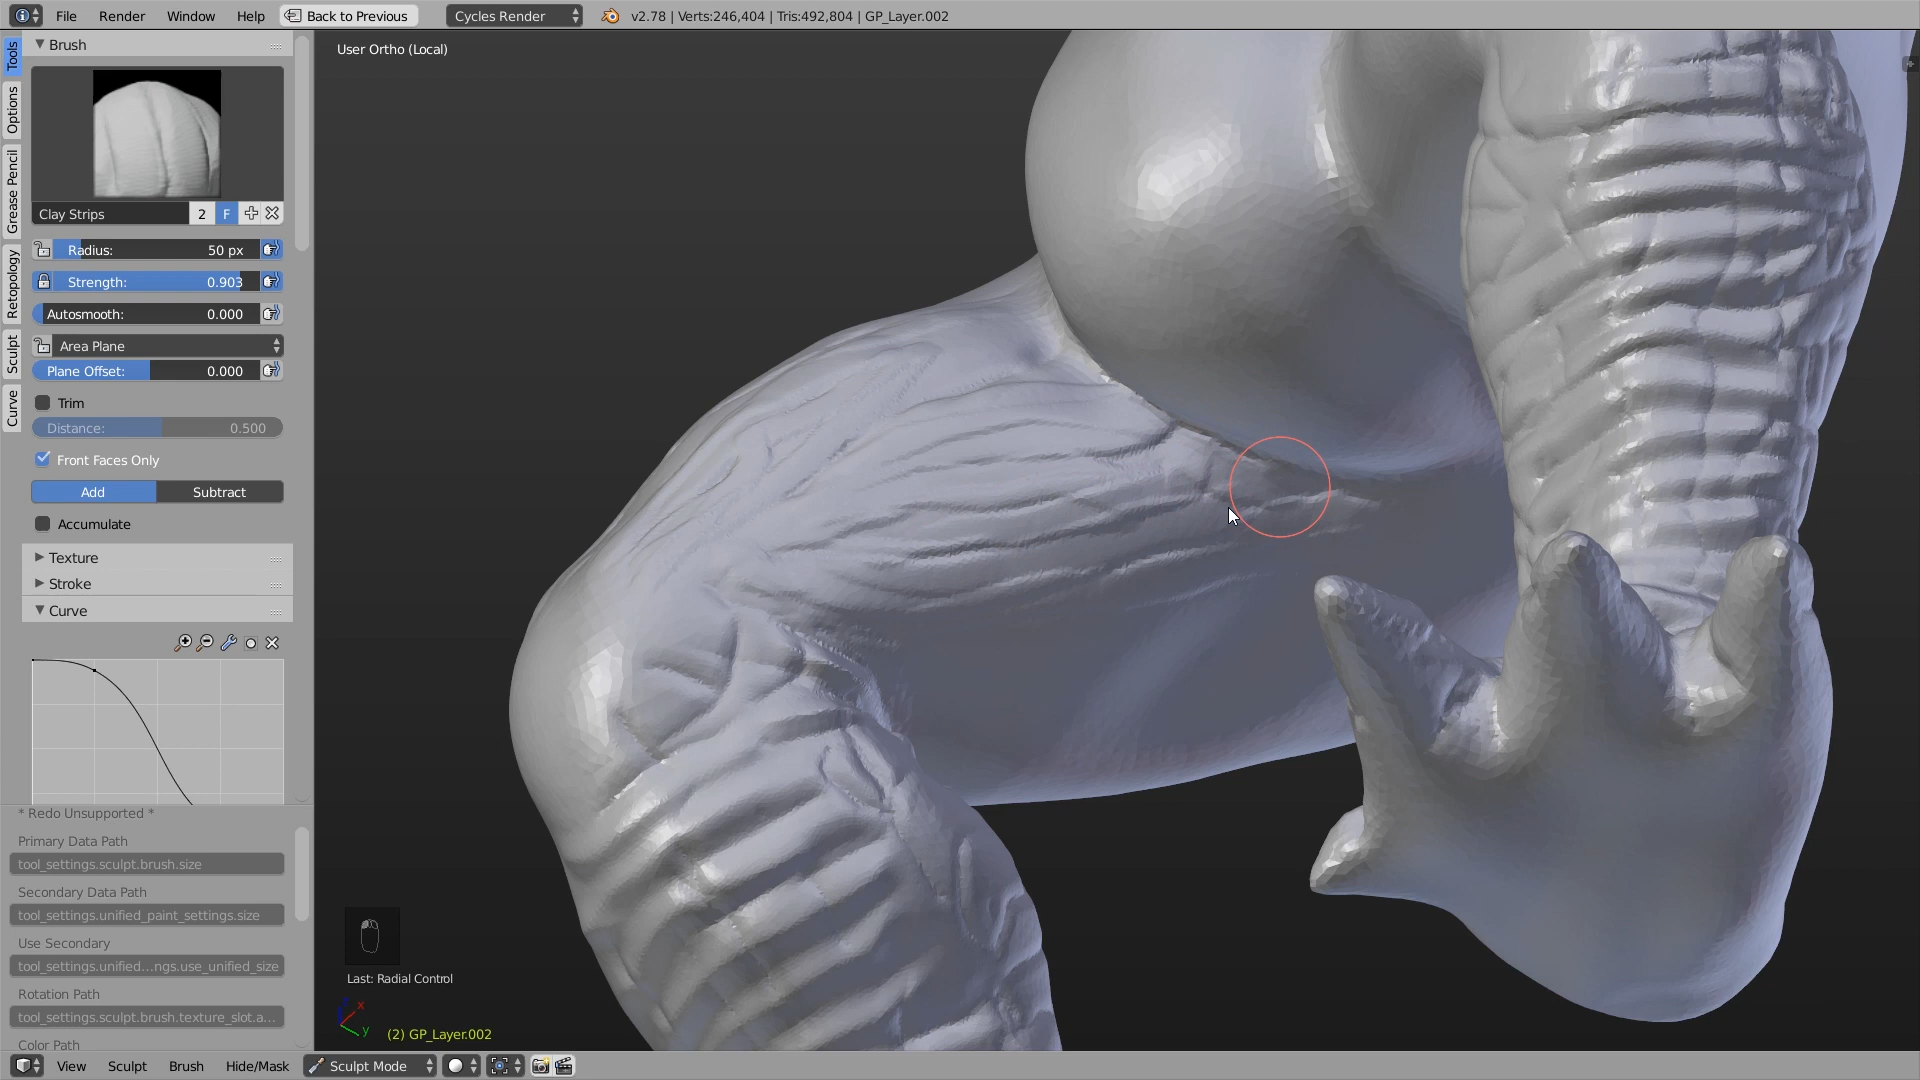 File Render Window Help Back to Previous Cycles Render v2.78 | Verts:246,404 | Tris:492,804 | GP_Layer.002
Brush
User Ortho (Local)
Tools
Options
Grease Pencil
Retopology
Sculpt
Curve
Clay Strips 2 F
Radius: 50 px
Strength: 0.903
Autosmooth: 0.000
Area Plane
Plane Offset: 0.000
Trim
Distance: 0.500
Front Faces Only
Add Subtract
Accumulate
Texture
Stroke
Curve
* Redo Unsupported *
Primary Data Path
tool_settings.sculpt.brush.size
Secondary Data Path
tool_settings.unified_paint_settings.size
Use Secondary
tool_settings.unified...ngs.use_unified_size
Rotation Path
tool_settings.sculpt.brush.texture_slot.a...
Color Path
Last: Radial Control
x
y
(2) GP_Layer.002
View Sculpt Brush Hide/Mask Sculpt Mode